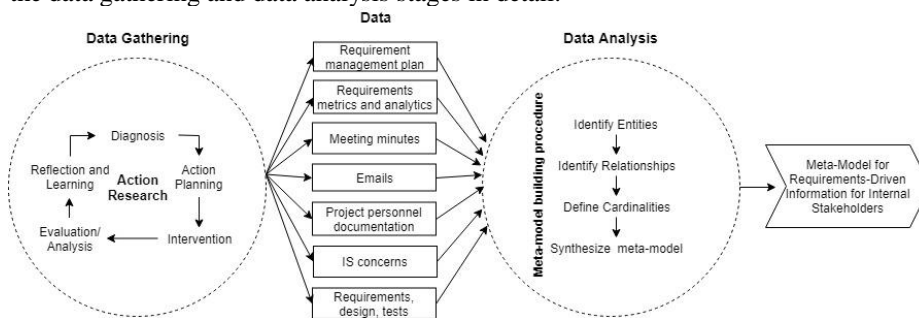 the data gathering and data analysis stages in detail.
Data
Data Gathering
Data Analysis
Diagnosis
Action
Planning
Intervention
Evaluation/
Analysis
Reflection and
Learning
Action
Research
Requirement
management plan
Requirements
metrics and analytics
Meeting minutes
Emails
Project personnel
documentation
IS concerns
Requirements,
design, tests
Meta-model building procedure
Identify Entities
Identify Relationships
Define Cardinalities
Synthesize meta-model
Meta-Model for
Requirements-Driven
Information for Internal
Stakeholders